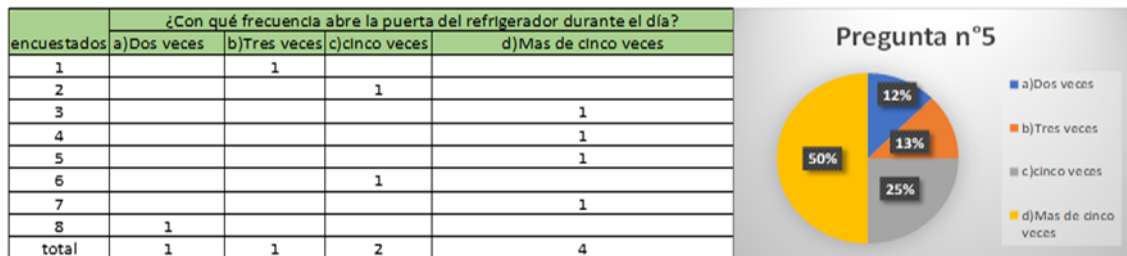 ¿Con qué frecuencia abre la puerta del refrigerador durante el día?
encuestados a)Dos veces b)Tres veces c)cinco veces d)Mas de cinco veces
1 1
2 1
3 1
4 1
5 1
6 1
7 1
8 1
total 1 1 2 4
Pregunta n°5
12%
13%
25%
50%
a)Dos veces
b)Tres veces
c)cinco veces
d)Mas de cinco
veces